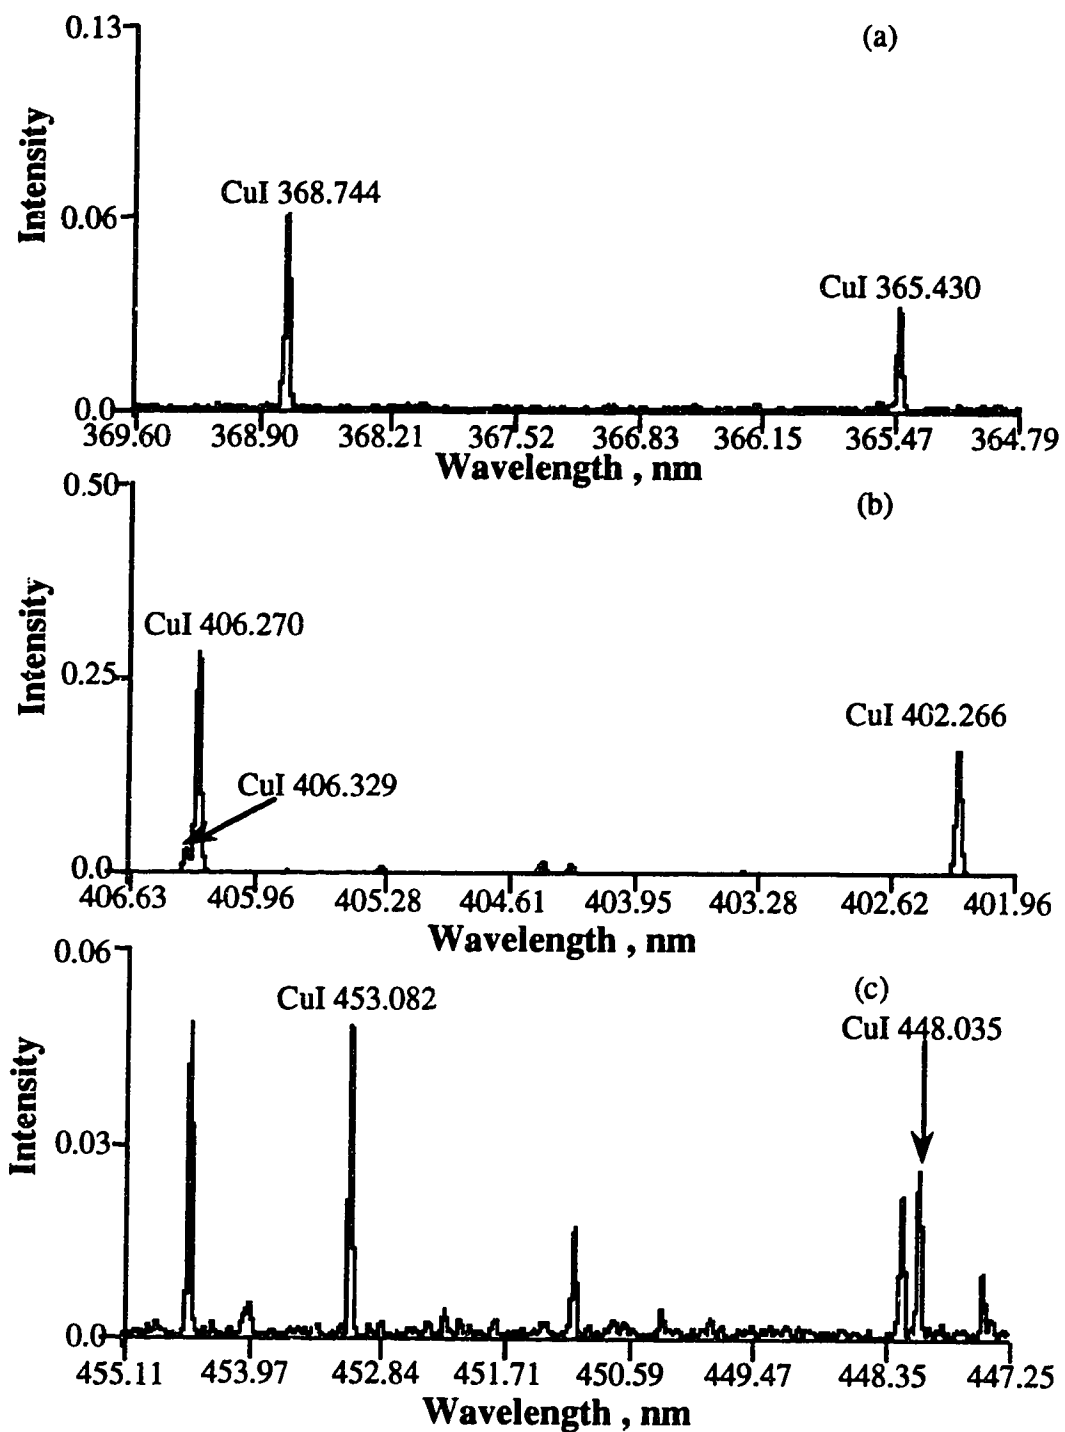 0.13
(a)
Intensity
CuI 368.744
0.06
CuI 365.430
0.0
369.60 368.90 368.21 367.52 366.83 366.15 365.47 364.79
Wavelength , nm
0.50
(b)
Intensity
CuI 406.270
0.25
CuI 402.266
CuI 406.329
0.0
406.63 405.96 405.28 404.61 403.95 403.28 402.62 401.96
Wavelength , nm
0.06
(c)
CuI 453.082
CuI 448.035
Intensity
0.03
0.0
455.11 453.97 452.84 451.71 450.59 449.47 448.35 447.25
Wavelength , nm